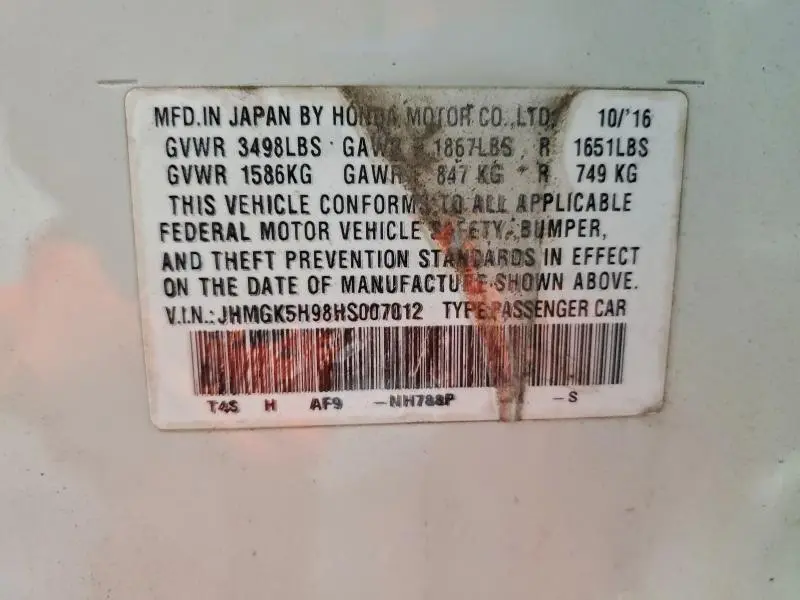 MFD.IN JAPAN BY HONDA MOTOR CO.,LTD. 10/'16
GVWR 3498LBS GAWR F 1867LBS R 1651LBS
GVWR 1586KG GAWR F 847 KG R 749 KG
THIS VEHICLE CONFORMS TO ALL APPLICABLE
FEDERAL MOTOR VEHICLE SAFETY, BUMPER,
AND THEFT PREVENTION STANDARDS IN EFFECT
ON THE DATE OF MANUFACTURE SHOWN ABOVE.
V.I.N.: JHMGK5H98HS007012 TYPE:PASSENGER CAR
T4S H AF9 -NH788P -S